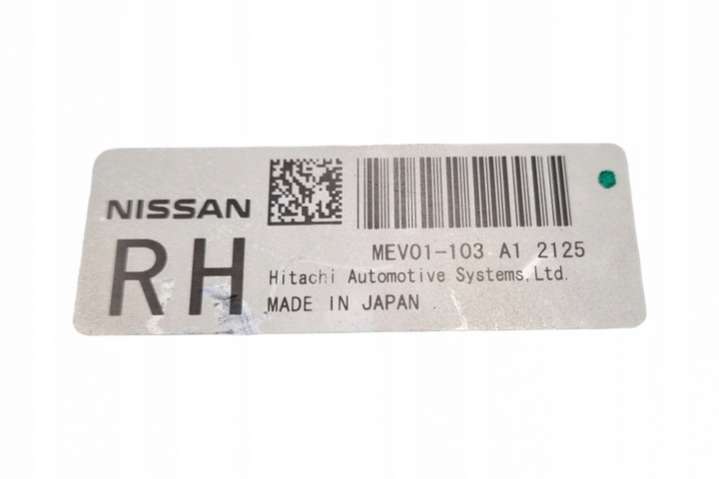 NISSAN
RH
MEV01-103 A1 2125
Hitachi Automotive Systems,Ltd.
MADE IN JAPAN